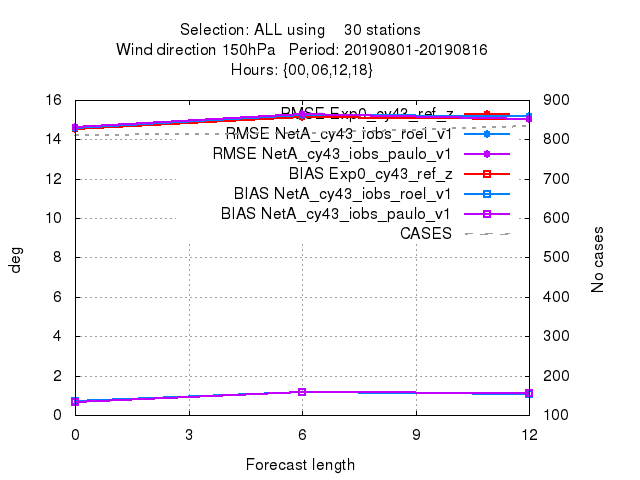 Selection: ALL using 30 stations
Wind direction 150hPa Period: 20190801-20190816
Hours: {00,06,12,18}
16 900
RMSE Exp0_cy43_ref_z
RMSE NetA_cy43_iobs_roel_v1
14 800
RMSE NetA_cy43_iobs_paulo_v1
BIAS Exp0_cy43_ref_z
12 700
BIAS NetA_cy43_iobs_roel_v1
BIAS NetA_cy43_iobs_paulo_v1
10 600
CASES
8 500
deg
No cases
6 400
4 300
2 200
0 100
0 3 6 9 12
Forecast length